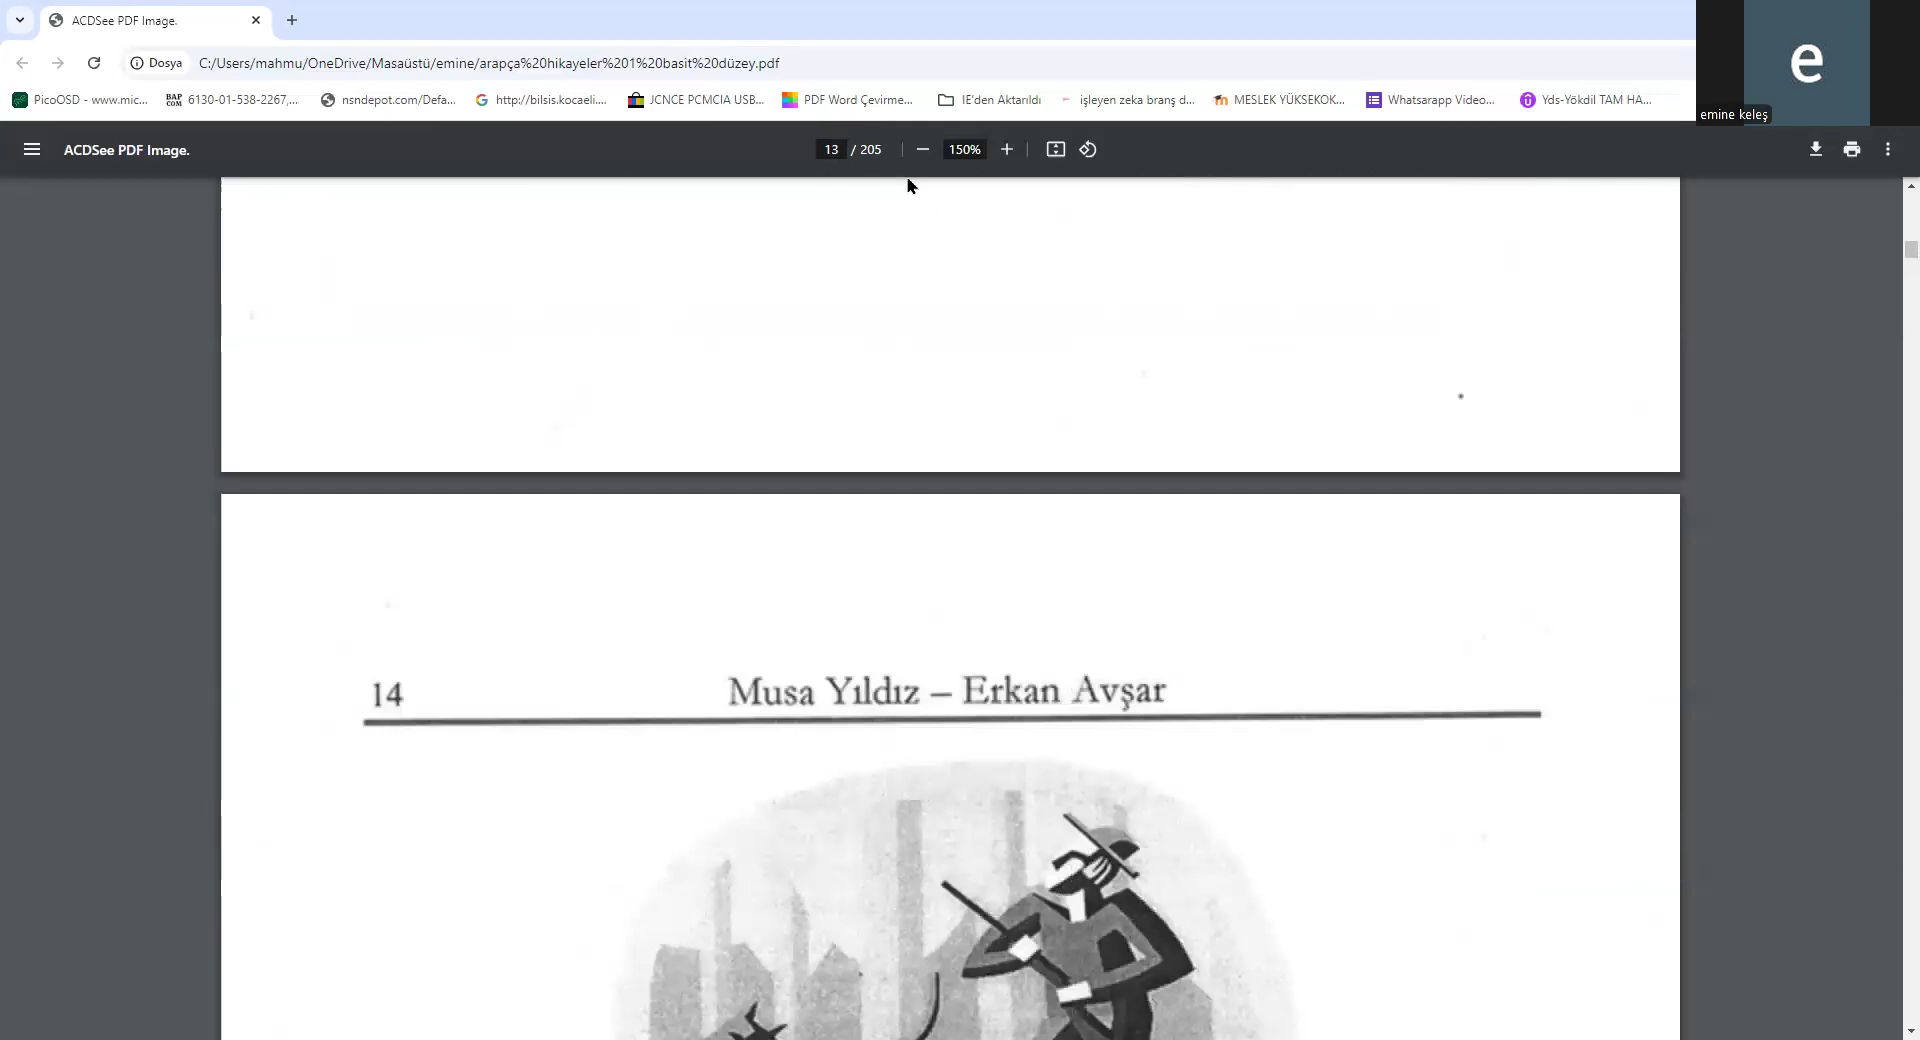 ACDSee PDF Image.
Dosya
C:/Users/mahmu/OneDrive/Masaüstü/emine/arapça%20hikayeler%201%20basit%20düzey.pdf
PicoOSD - www.mic...
BAP COM
6130-01-538-2267,...
nsndepot.com/Defa...
http://bilsis.kocaeli....
JCNCE PCMCIA USB...
PDF Word Çevirme...
IE'den Aktarıldı
işleyen zeka branş d...
MESLEK YÜKSEKOK...
Whatsarapp Video...
Yds-Yökdil TAM HA...
e
emine keleş
ACDSee PDF Image.
13 / 205
150%
14
Musa Yıldız – Erkan Avşar